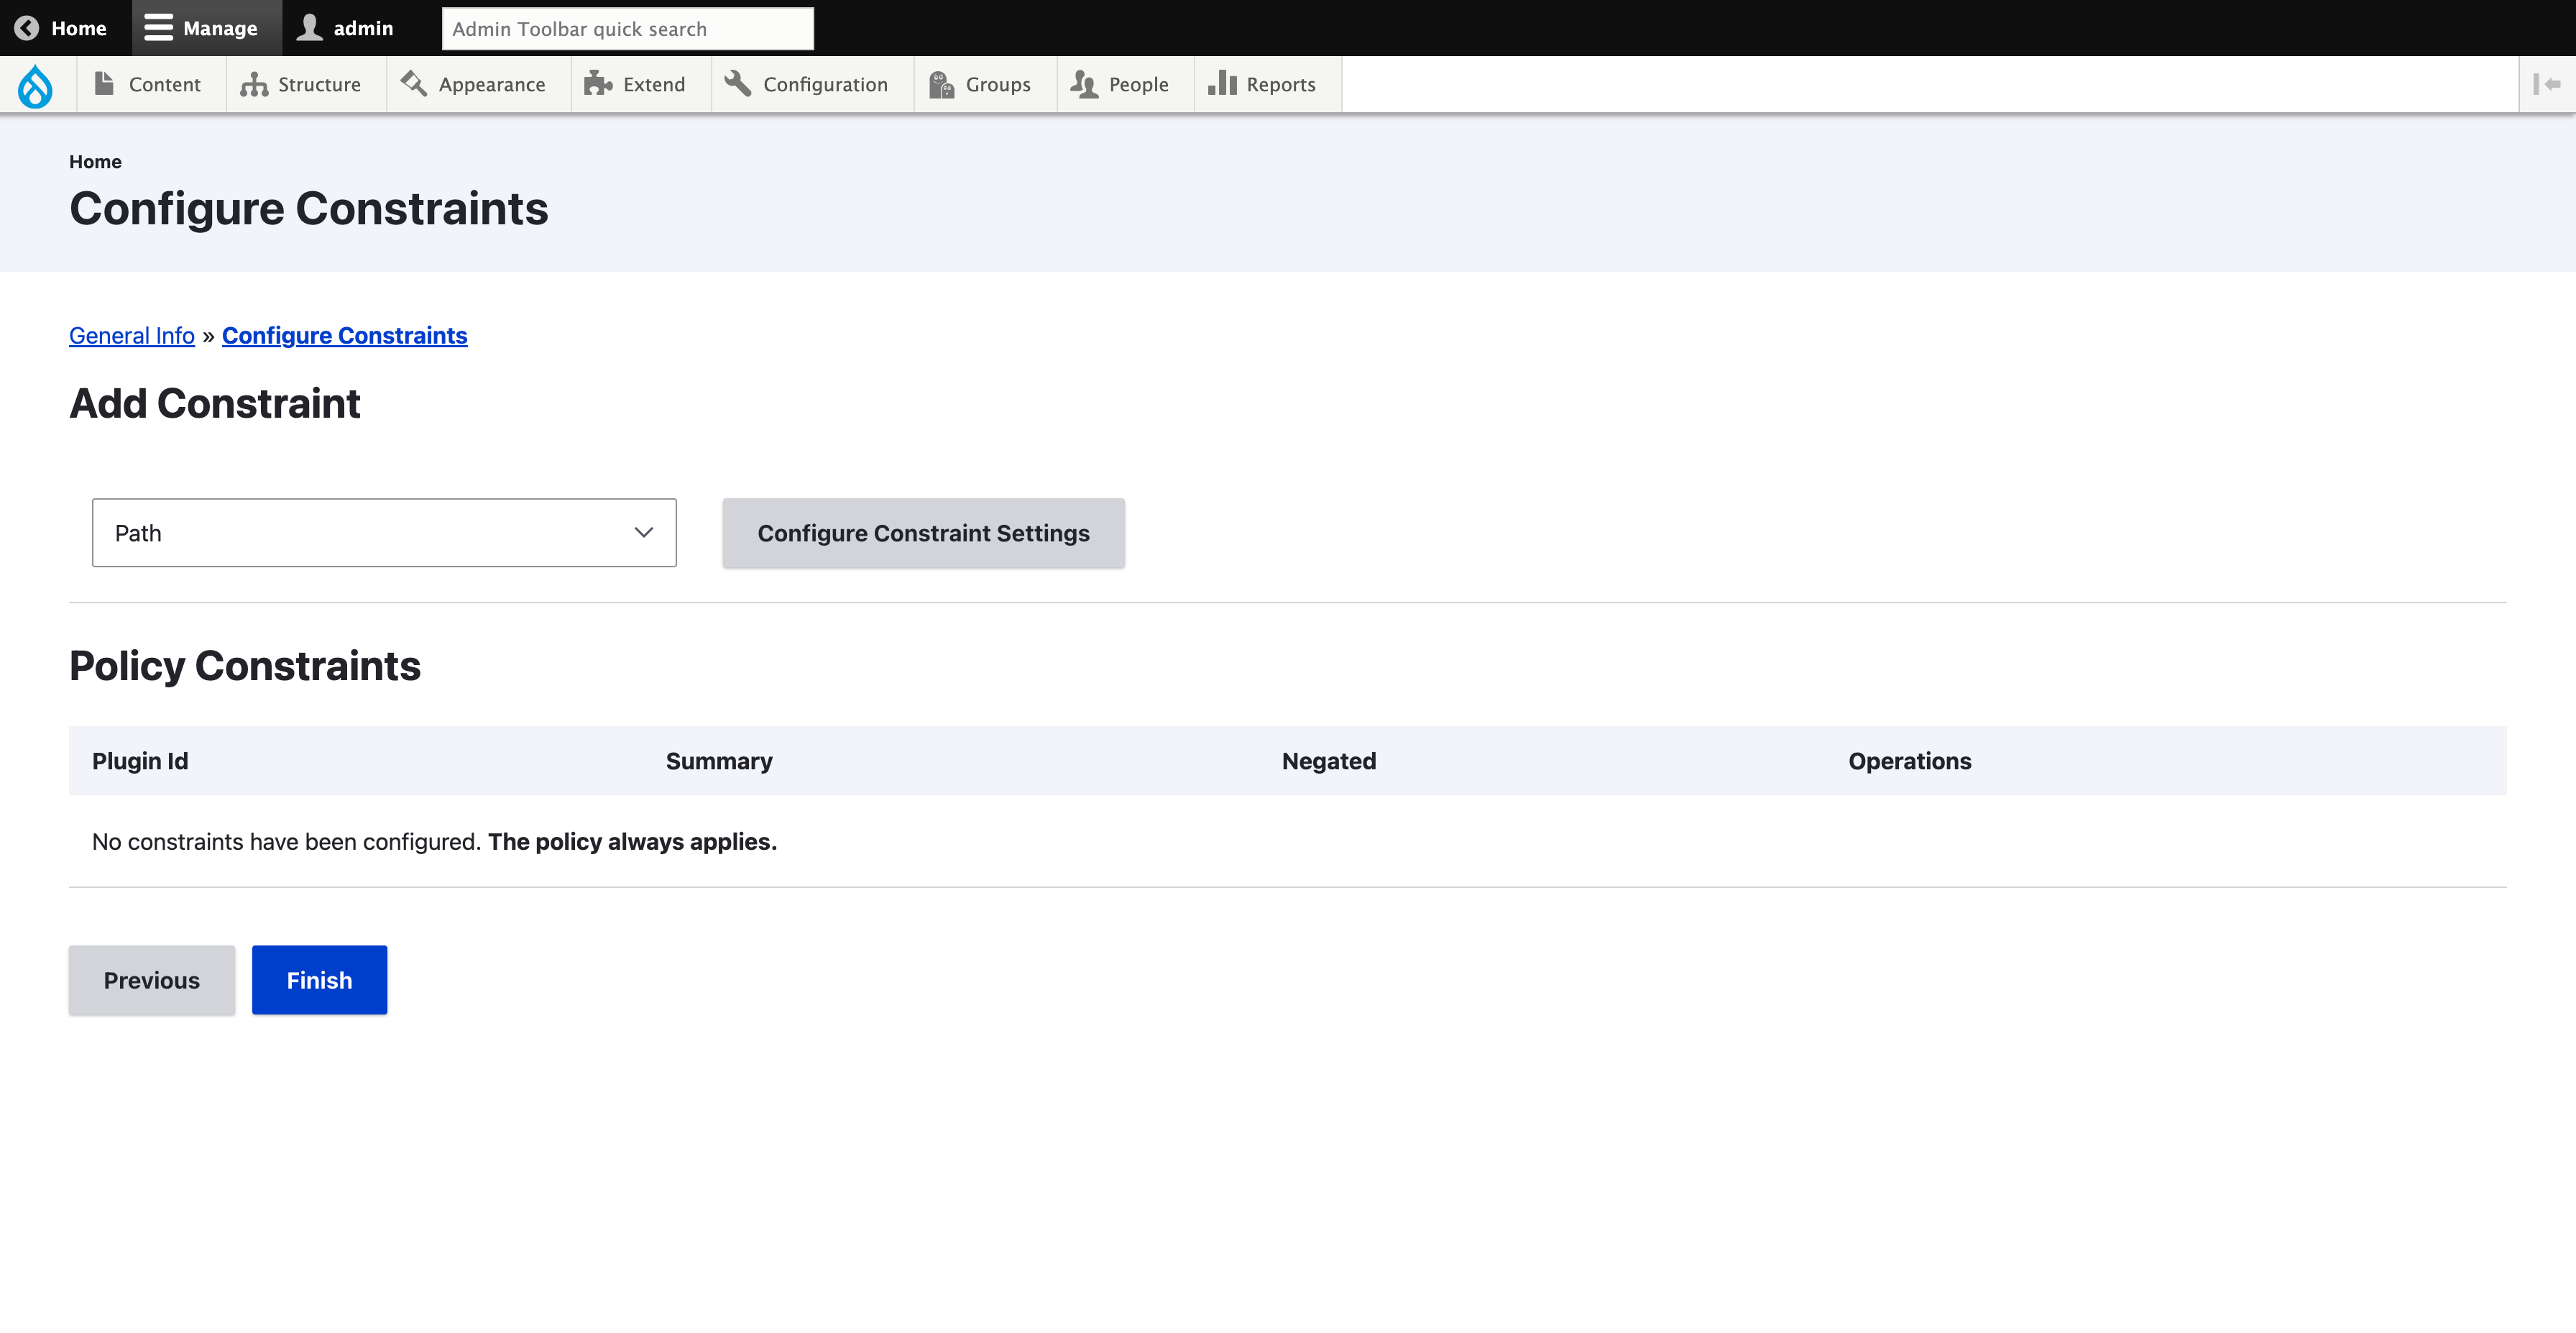 Home Manage admin Admin Toolbar quick search
Content Structure Appearance Extend Configuration Groups People Reports
Home
Configure Constraints
General Info » Configure Constraints
Add Constraint
Path Configure Constraint Settings
Policy Constraints
Plugin Id Summary Negated Operations
No constraints have been configured. The policy always applies.
Previous Finish